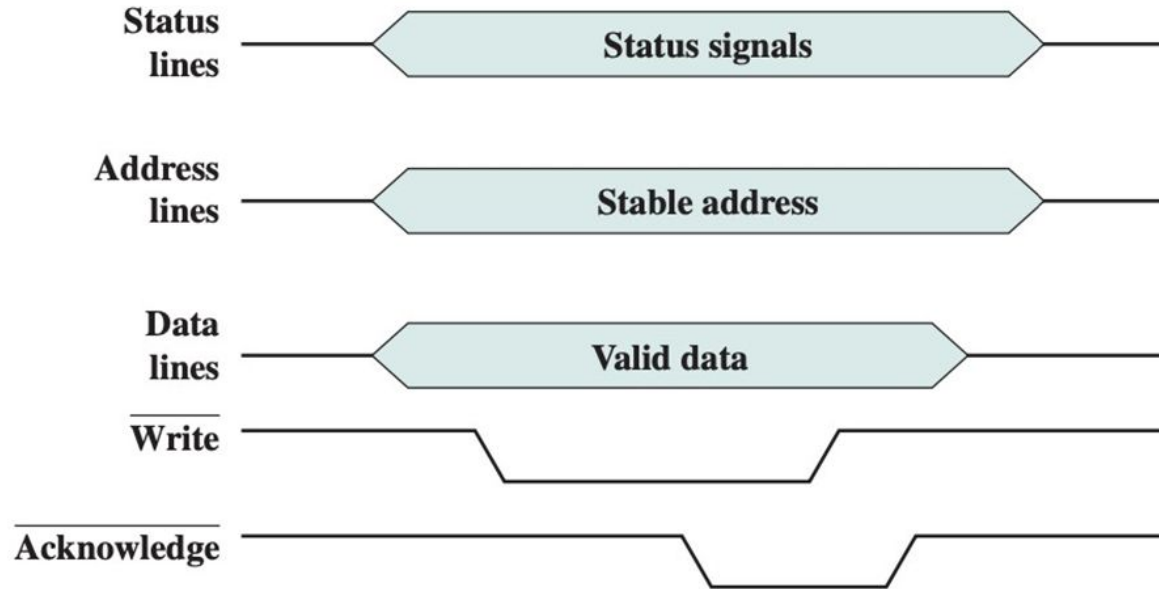 Status
lines
Status signals
Address
lines
Stable address
Data
lines
Valid data
Write
Acknowledge